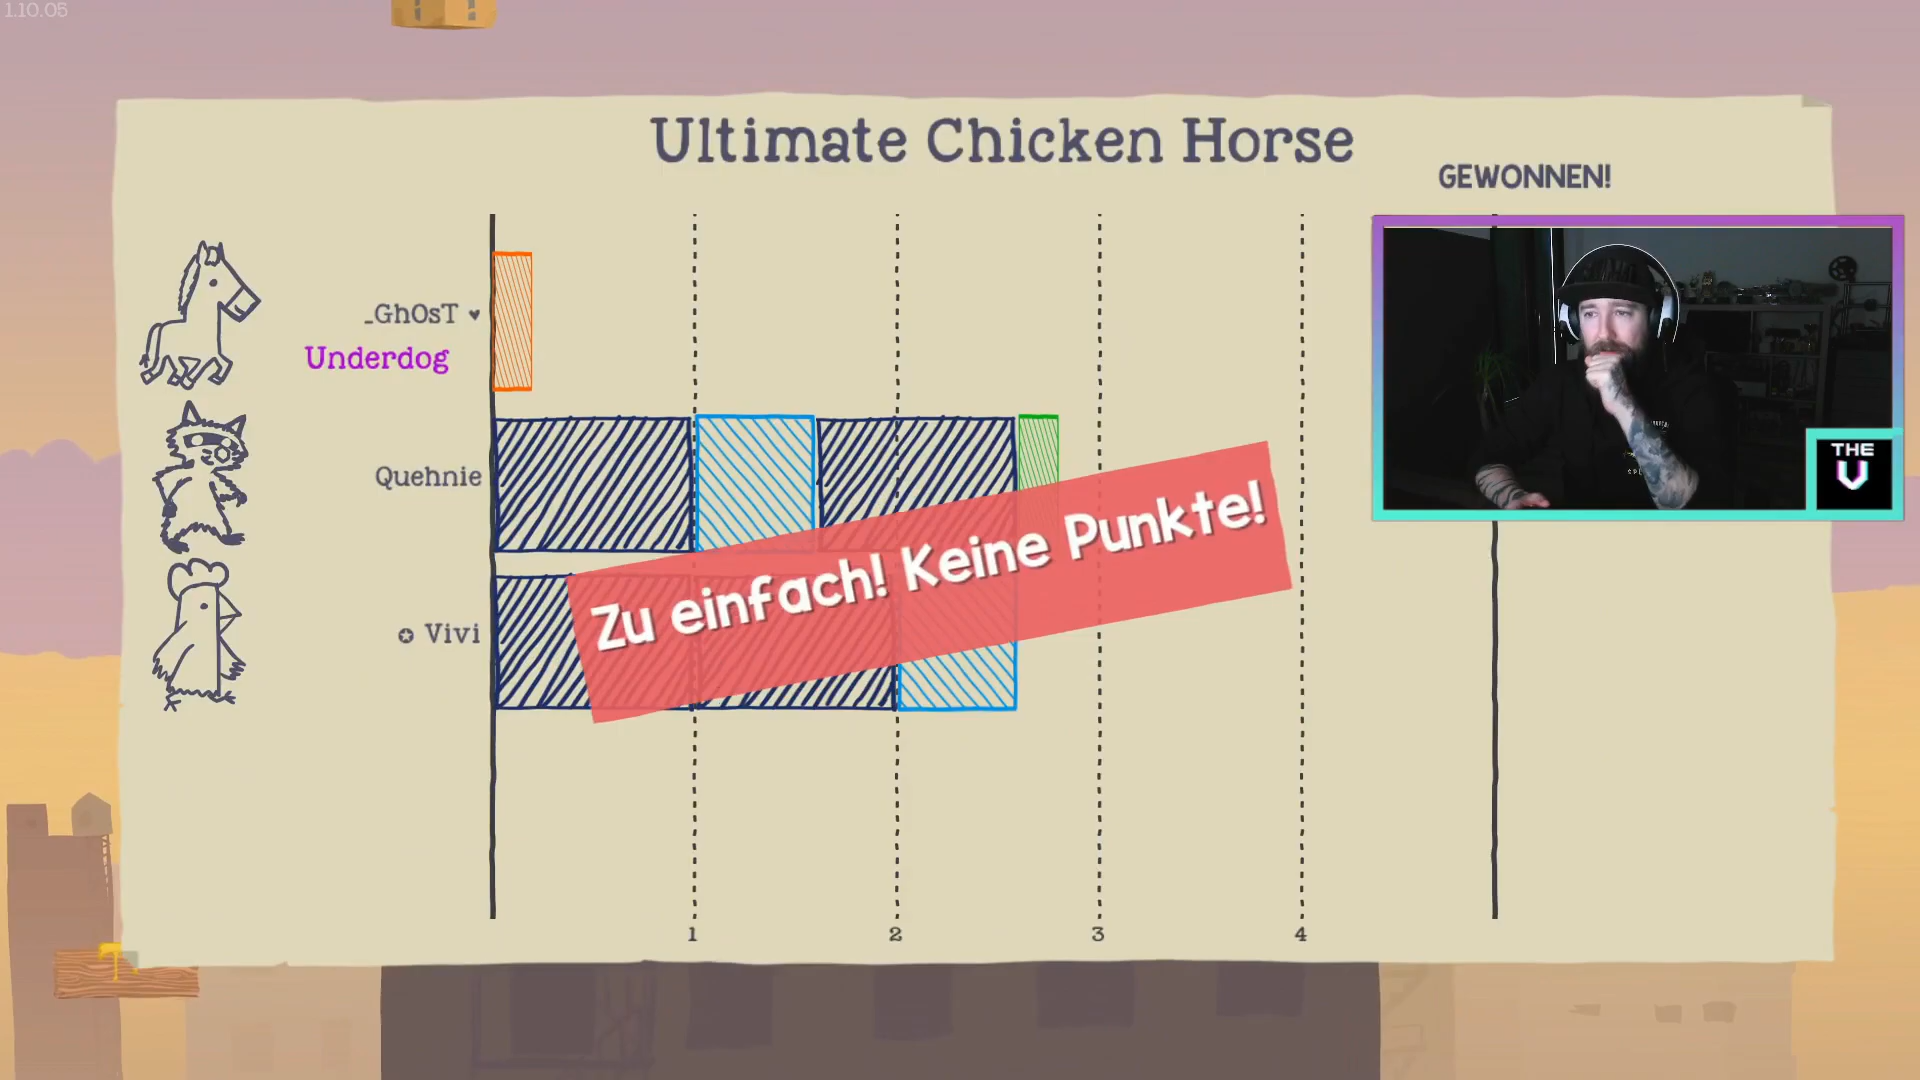 1.10.05
Ultimate Chicken Horse
GEWONNEN!
_GhOsT ♥
Underdog
Quehnie
✪ Vivi
Zu einfach! Keine Punkte!
THE
V
1
2
3
4